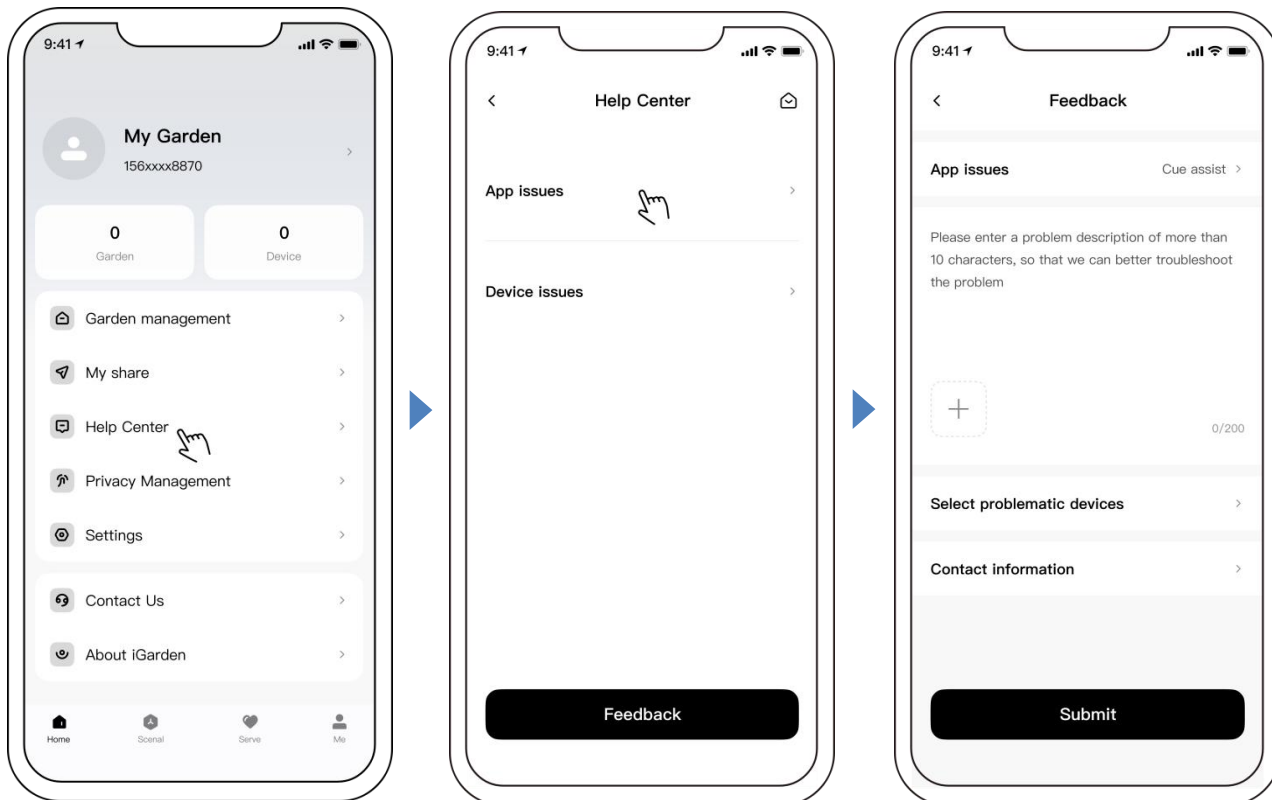 9:41
My Garden
156xxxx8870
0
Garden
0
Device
Garden management
My share
Help Center
Privacy Management
Settings
Contact Us
About iGarden
Home
Scenal
Serve
Me
9:41
Help Center
App issues
Device issues
Feedback
9:41
Feedback
App issues
Cue assist
Please enter a problem description of more than
10 characters, so that we can better troubleshoot
the problem
0/200
Select problematic devices
Contact information
Submit